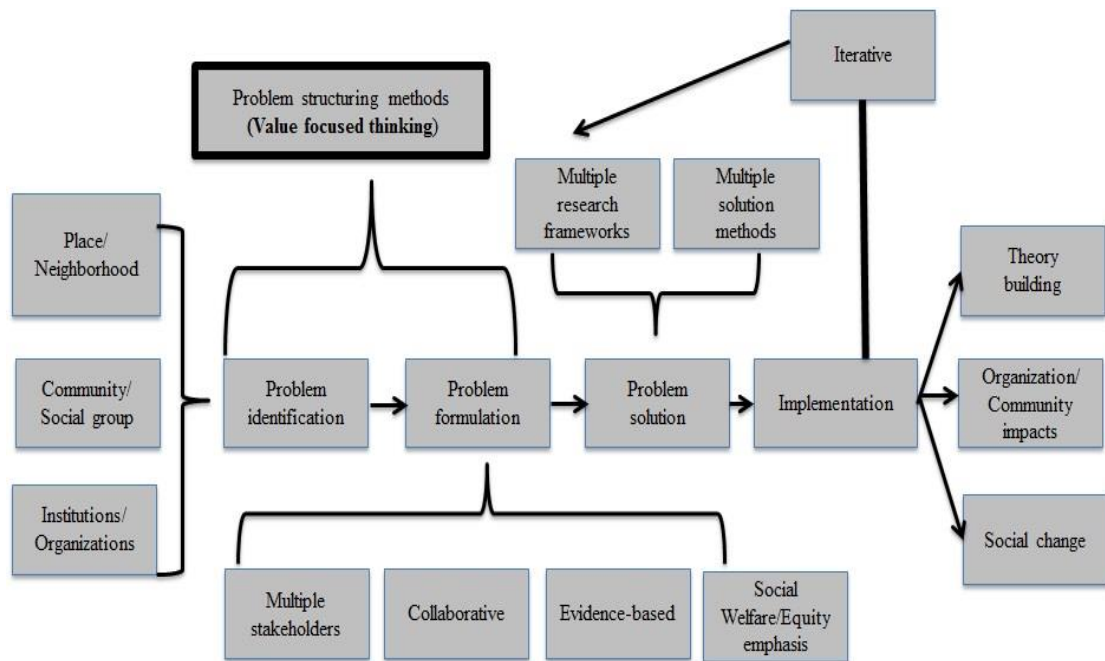 Iterative
Problem structuring methods
(Value focused thinking)
Multiple
research
frameworks
Multiple
solution
methods
Place/
Neighborhood
Theory
building
Community/
Social group
Problem
identification
Problem
formulation
Problem
solution
Implementation
Organization/
Community
impacts
Institutions/
Organizations
Social change
Multiple
stakeholders
Collaborative
Evidence-based
Social
Welfare/Equity
emphasis